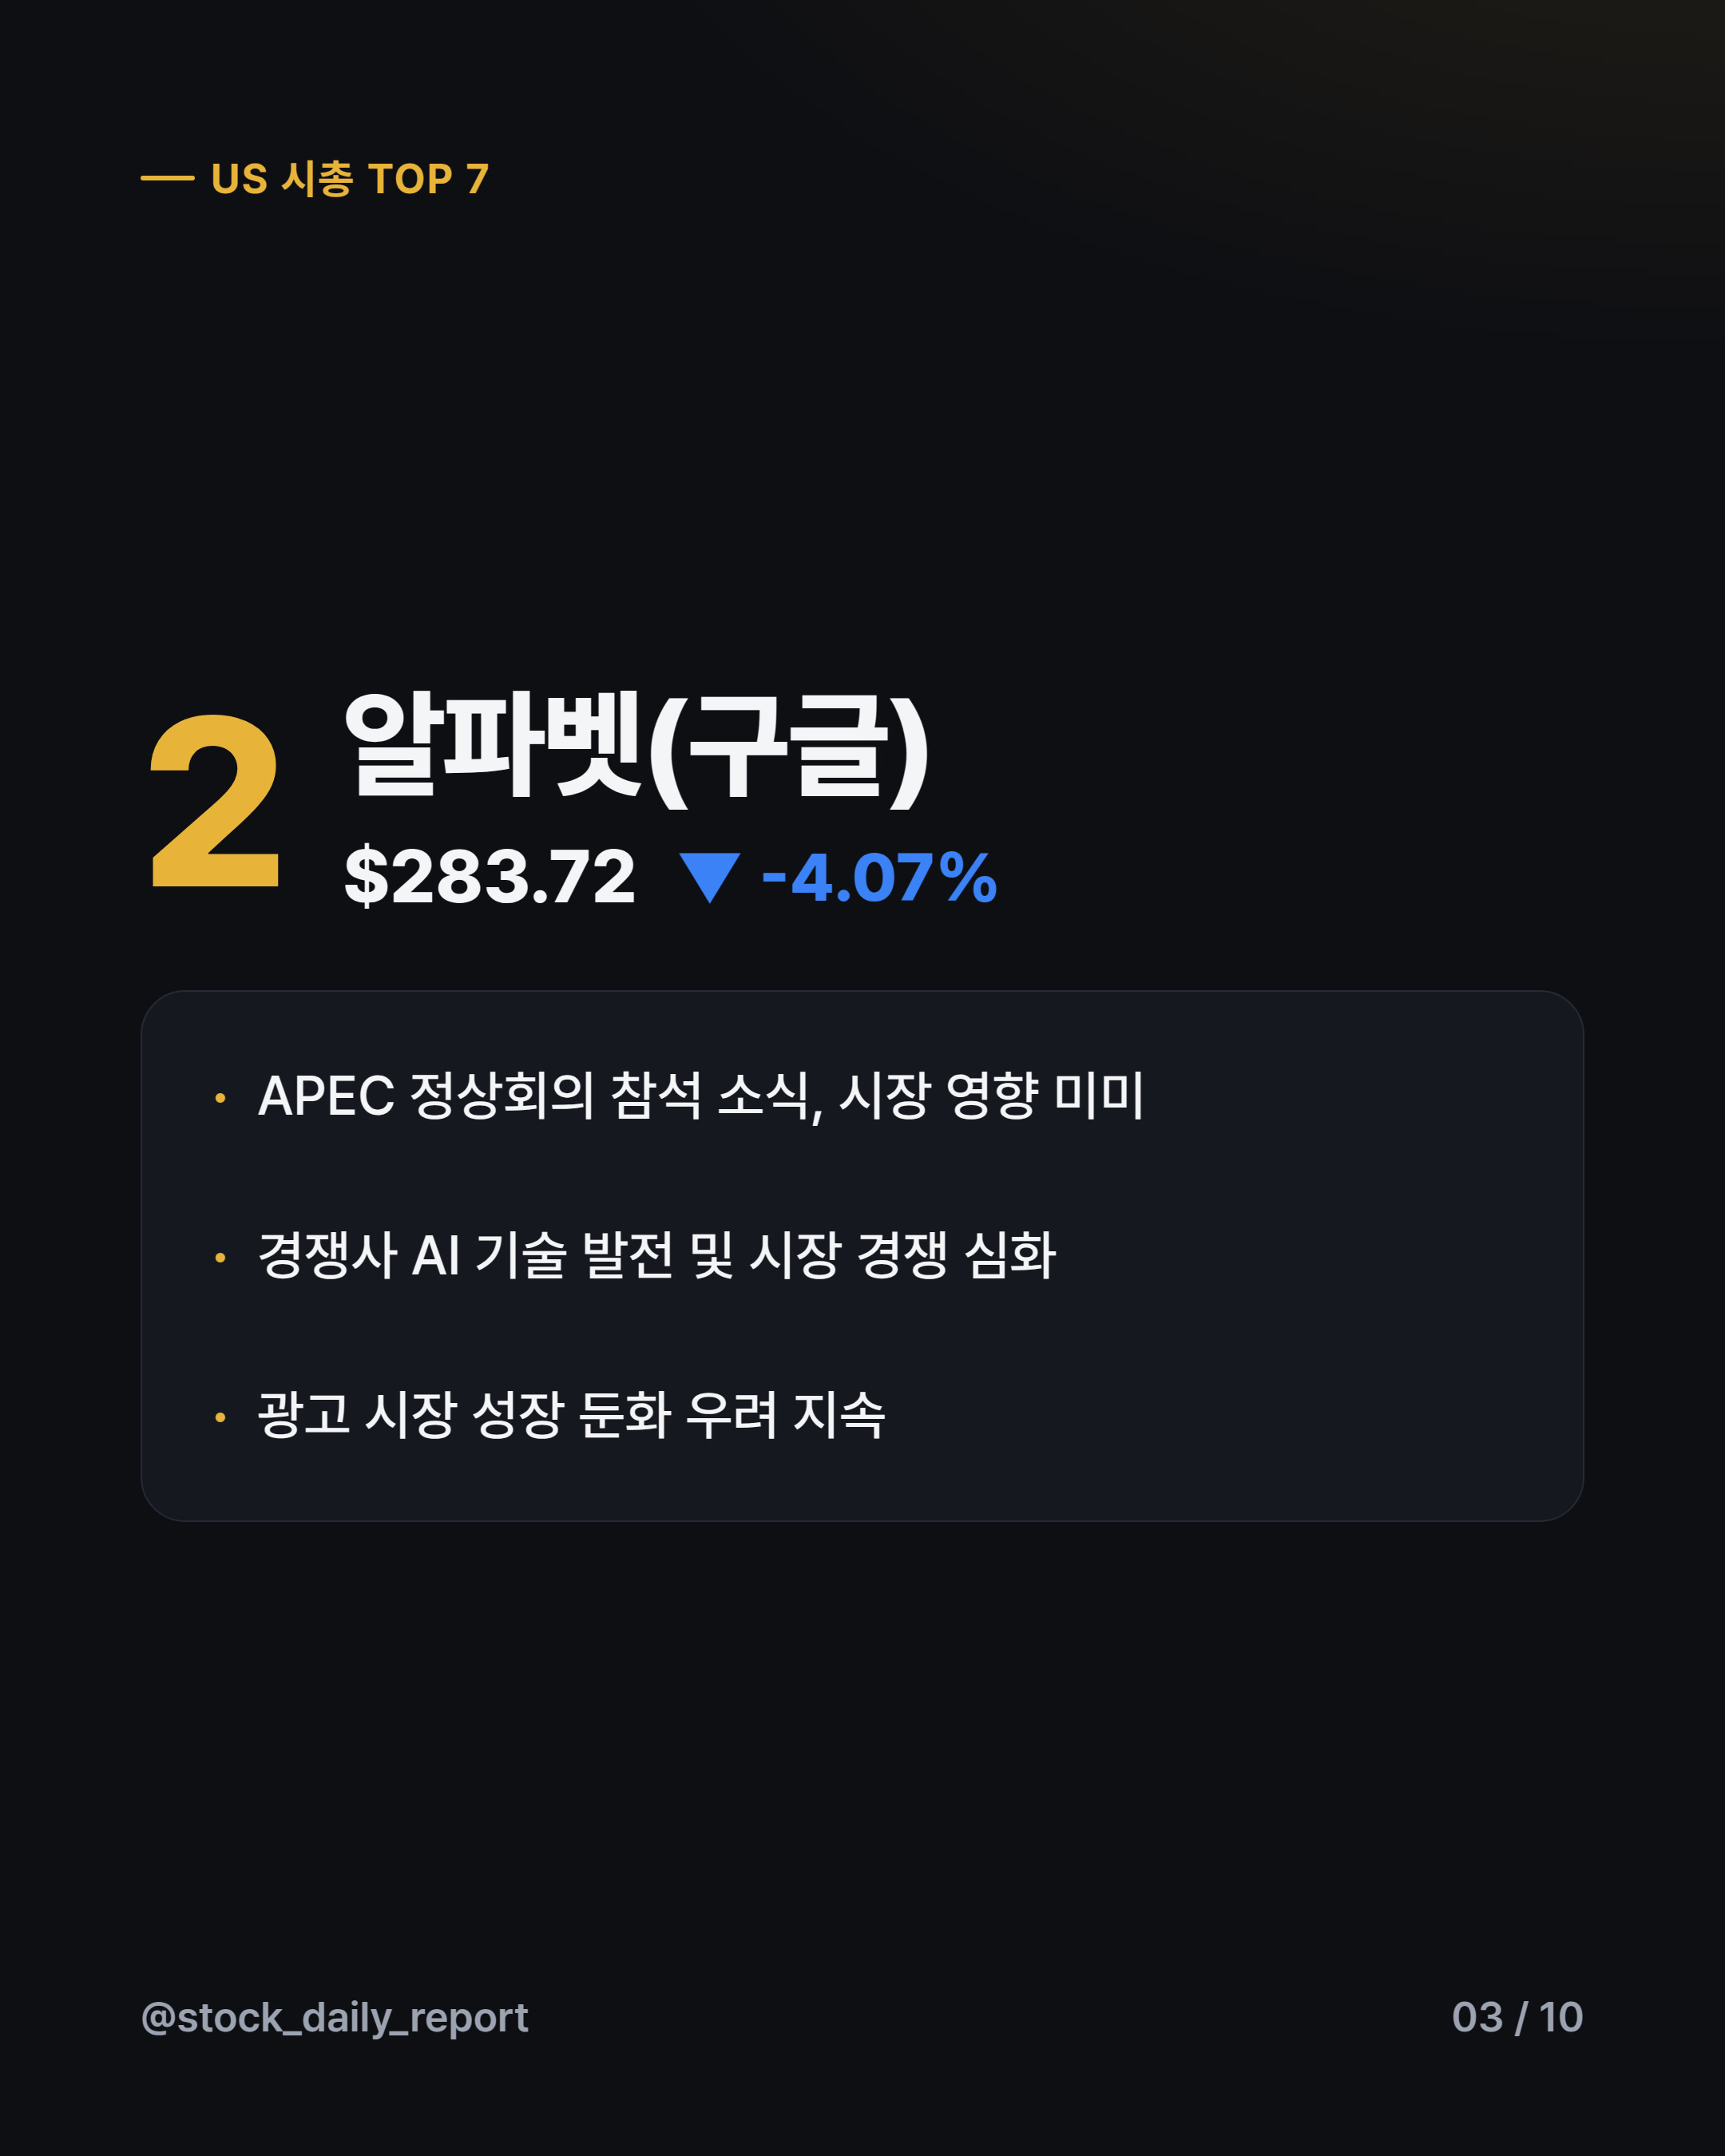 US 시총 TOP 7
2
알파벳(구글)
$283.72 ▼ -4.07%
• APEC 정상회의 참석 소식, 시장 영향 미미
• 경쟁사 AI 기술 발전 및 시장 경쟁 심화
• 광고 시장 성장 둔화 우려 지속
@stock_daily_report
03 / 10